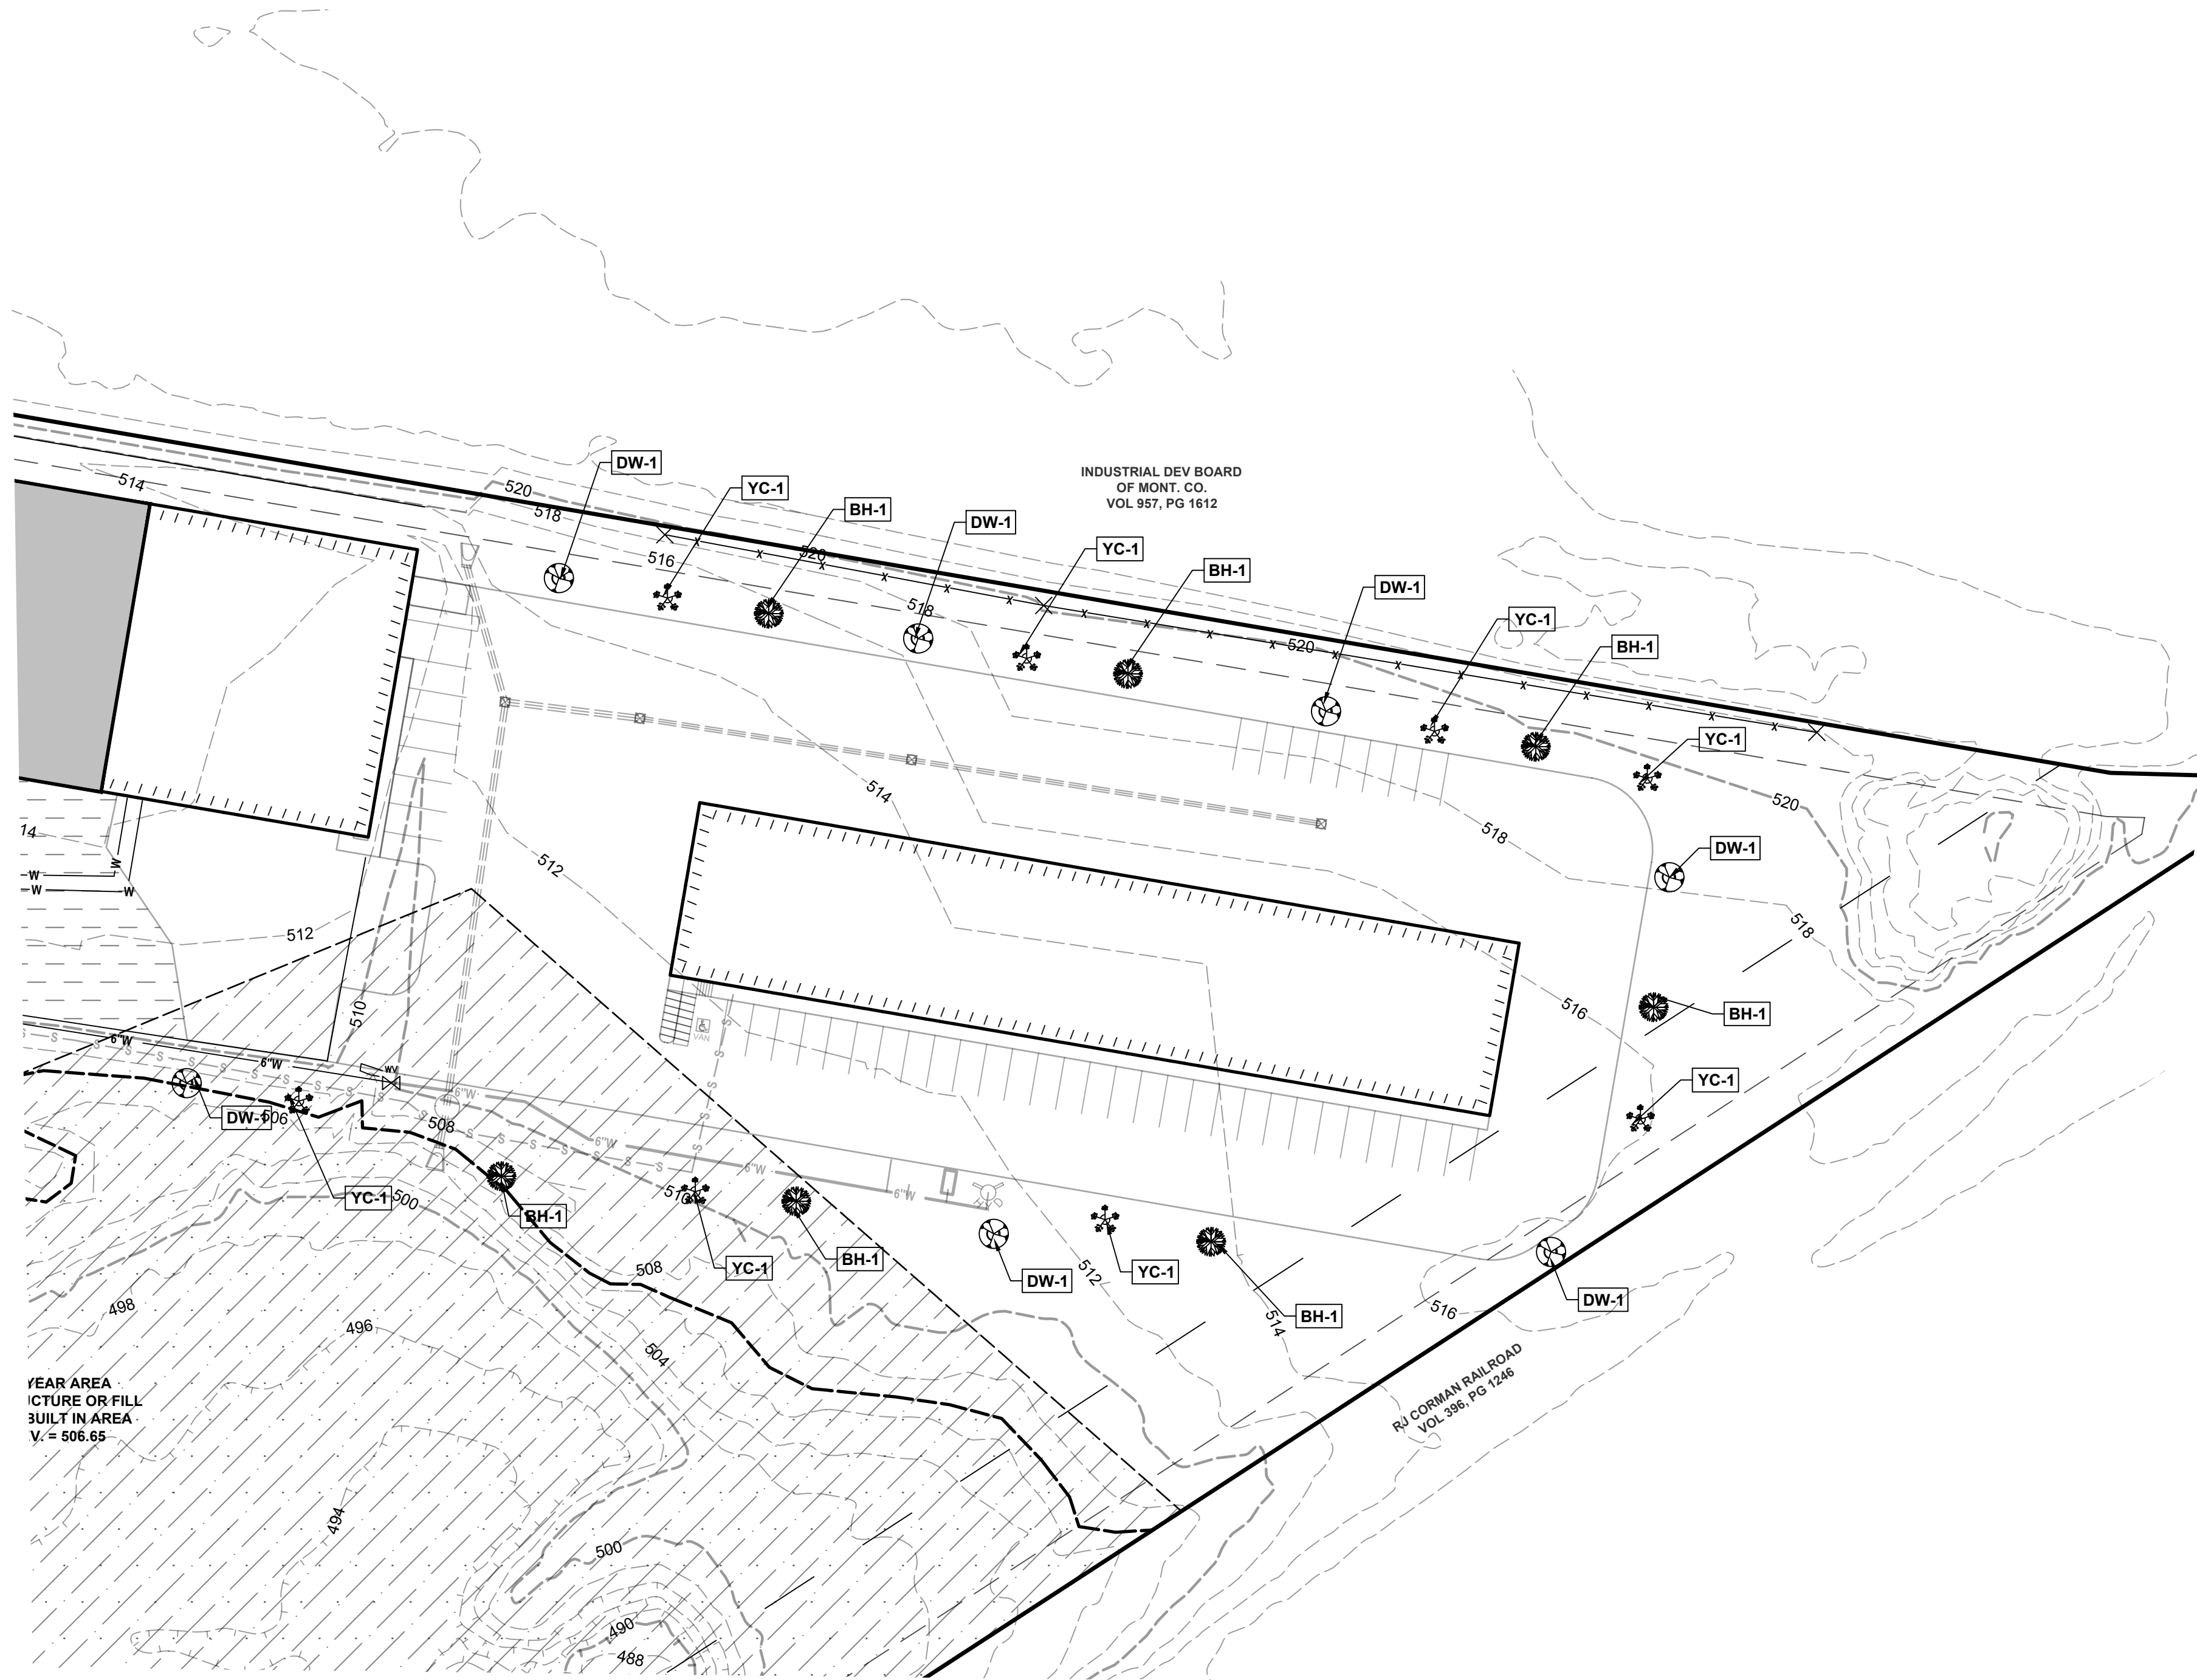 DW-1
YC-1
BH-1
DW-1
YC-1
BH-1
DW-1
YC-1
BH-1
YC-1
DW-1
BH-1
YC-1
DW-1
INDUSTRIAL DEV BOARD
OF MONT. CO.
VOL 957, PG 1612
514
520
518
516
520
518
520
520
518
518
516
514
512
14
512
510
W
W
W
W
6"W
6"W
WV
6"W
6"W
6"W
6"W
VAN
S
S
S
S
S
S
S
S
X
X
X
X
X
X
X
X
X
X
DW-1
506
YC-1
508
500
BH-1
510
YC-1
BH-1
DW-1
YC-1
BH-1
512
514
516
508
504
498
496
494
500
490
488
RJ CORMAN RAILROAD
VOL 396, PG 1246
YEAR AREA
CTURE OR FILL
BUILT IN AREA
V. = 506.65